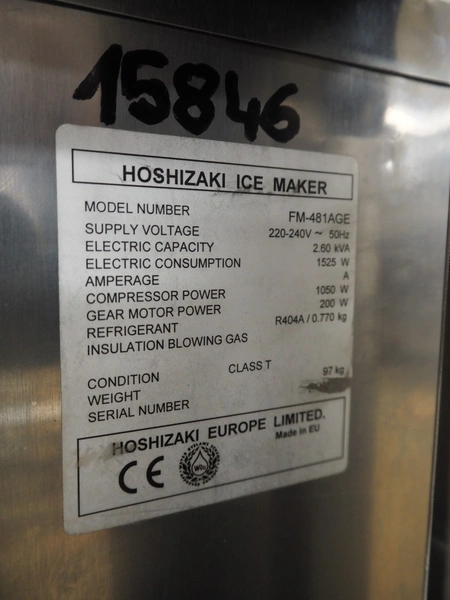 15846
HOSHIZAKI ICE MAKER
MODEL NUMBER FM-481AGE
SUPPLY VOLTAGE 220-240V ~ 50Hz
ELECTRIC CAPACITY 2.60 kVA
ELECTRIC CONSUMPTION 1525 W
AMPERAGE A
COMPRESSOR POWER 1050 W
GEAR MOTOR POWER 200 W
REFRIGERANT R404A / 0.770 kg
INSULATION BLOWING GAS
CONDITION CLASS T
WEIGHT 97 kg
SERIAL NUMBER
HOSHIZAKI EUROPE LIMITED.
Made in EU
CE